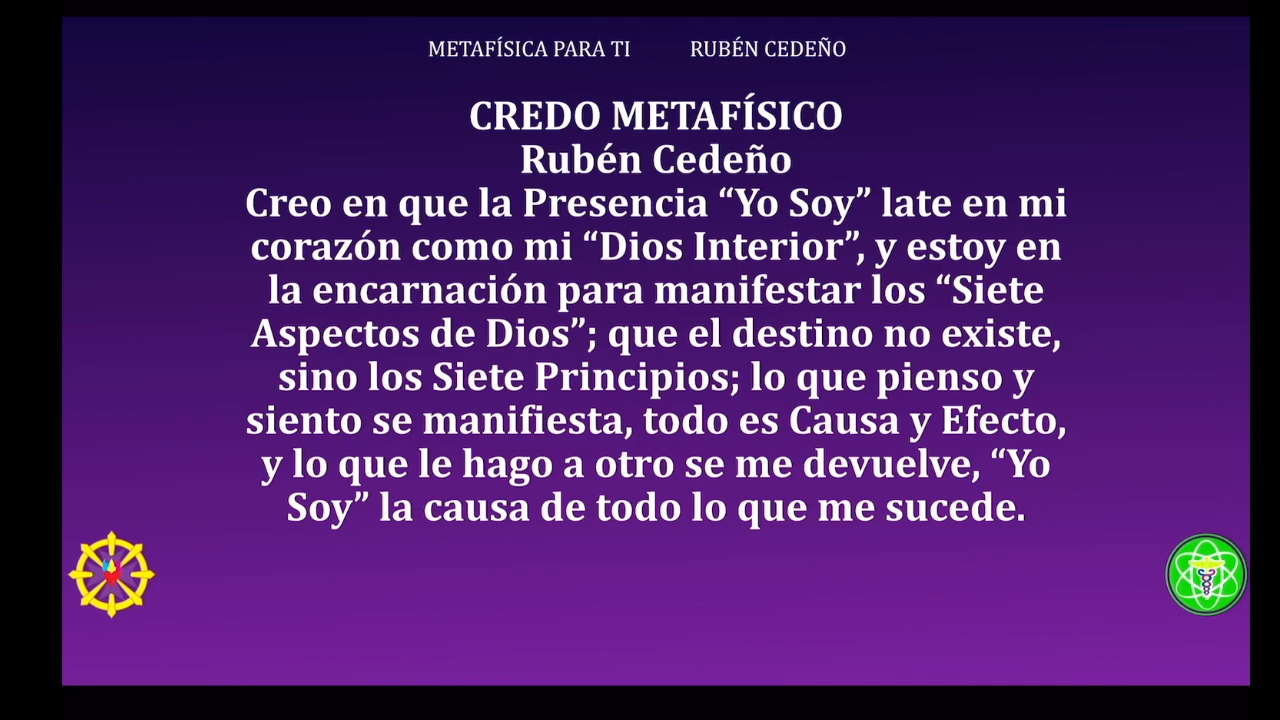 METAFÍSICA PARA TI RUBÉN CEDEÑO
CREDO METAFÍSICO
Rubén Cedeño
Creo en que la Presencia “Yo Soy” late en mi
corazón como mi “Dios Interior”, y estoy en
la encarnación para manifestar los “Siete
Aspectos de Dios”; que el destino no existe,
sino los Siete Principios; lo que pienso y
siento se manifiesta, todo es Causa y Efecto,
y lo que le hago a otro se me devuelve, “Yo
Soy” la causa de todo lo que me sucede.